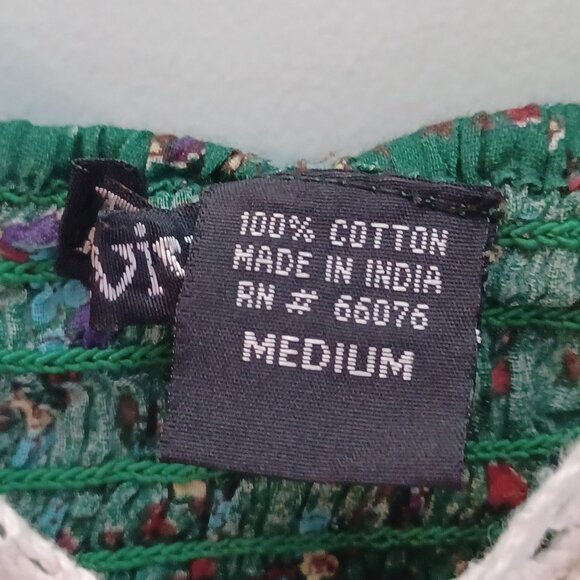 100% COTTON
MADE IN INDIA
RN # 66076
MEDIUM